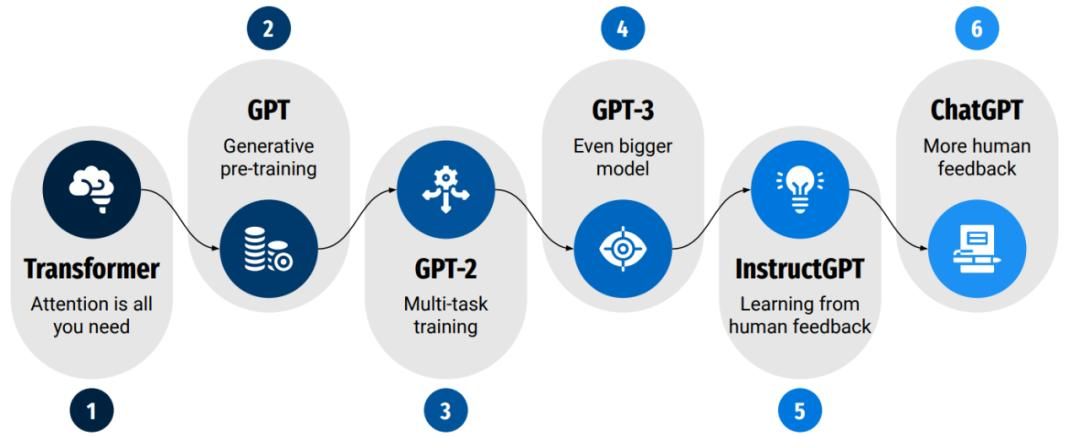 1
Transformer
Attention is all
you need
2
GPT
Generative
pre-training
3
GPT-2
Multi-task
training
4
GPT-3
Even bigger
model
5
InstructGPT
Learning from
human feedback
6
ChatGPT
More human
feedback